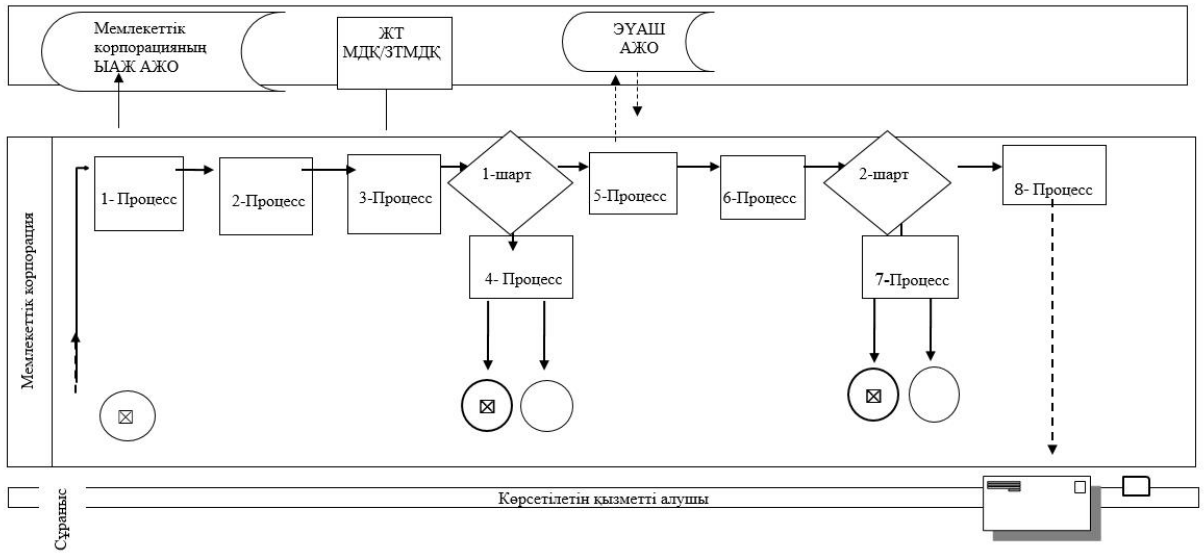 Мемлекеттік
корпорацияның
ЫАЖ АЖО
ЖТ
МДҚ/ЗТМДҚ
ЭҮАШ
АЖО
Мемлекеттік корпорация
1- Процесс
2-Процесс
3-Процесс
1-шарт
5-Процесс
6-Процесс
2-шарт
8- Процесс
4- Процесс
7-Процесс
Көрсетілетін қызметті алушы
Сұраныс